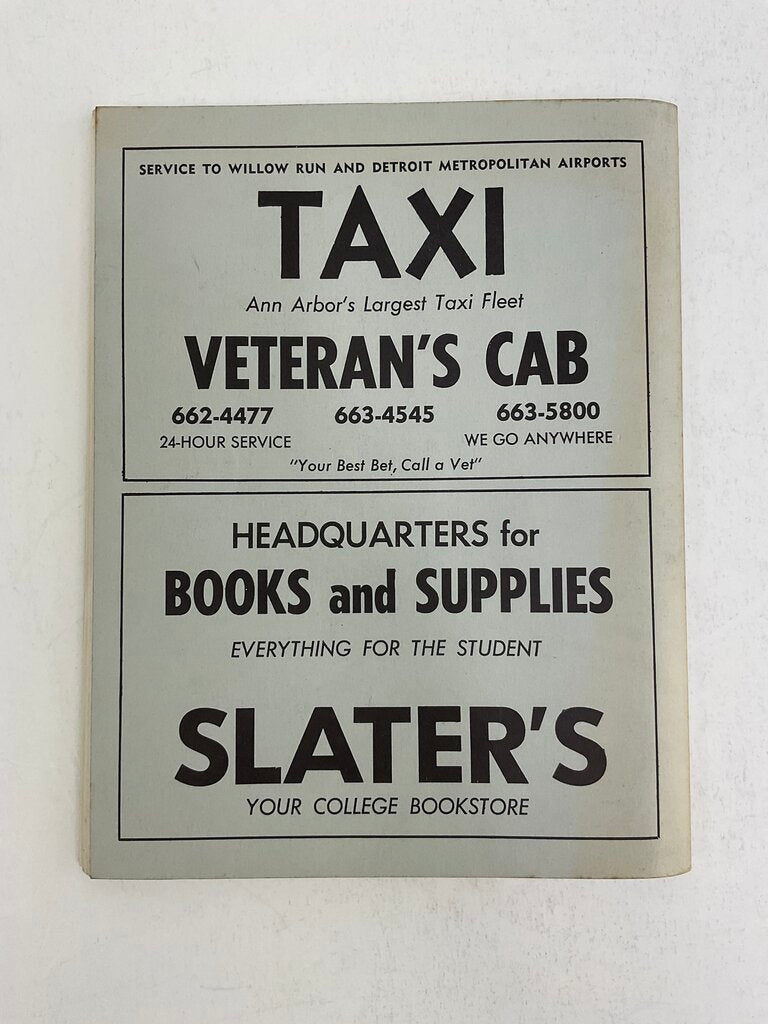 SERVICE TO WILLOW RUN AND DETROIT METROPOLITAN AIRPORTS
TAXI
Ann Arbor's Largest Taxi Fleet
VETERAN'S CAB
662-4477 663-4545 663-5800
24-HOUR SERVICE WE GO ANYWHERE
"Your Best Bet, Call a Vet"
HEADQUARTERS for
BOOKS and SUPPLIES
EVERYTHING FOR THE STUDENT
SLATER'S
YOUR COLLEGE BOOKSTORE